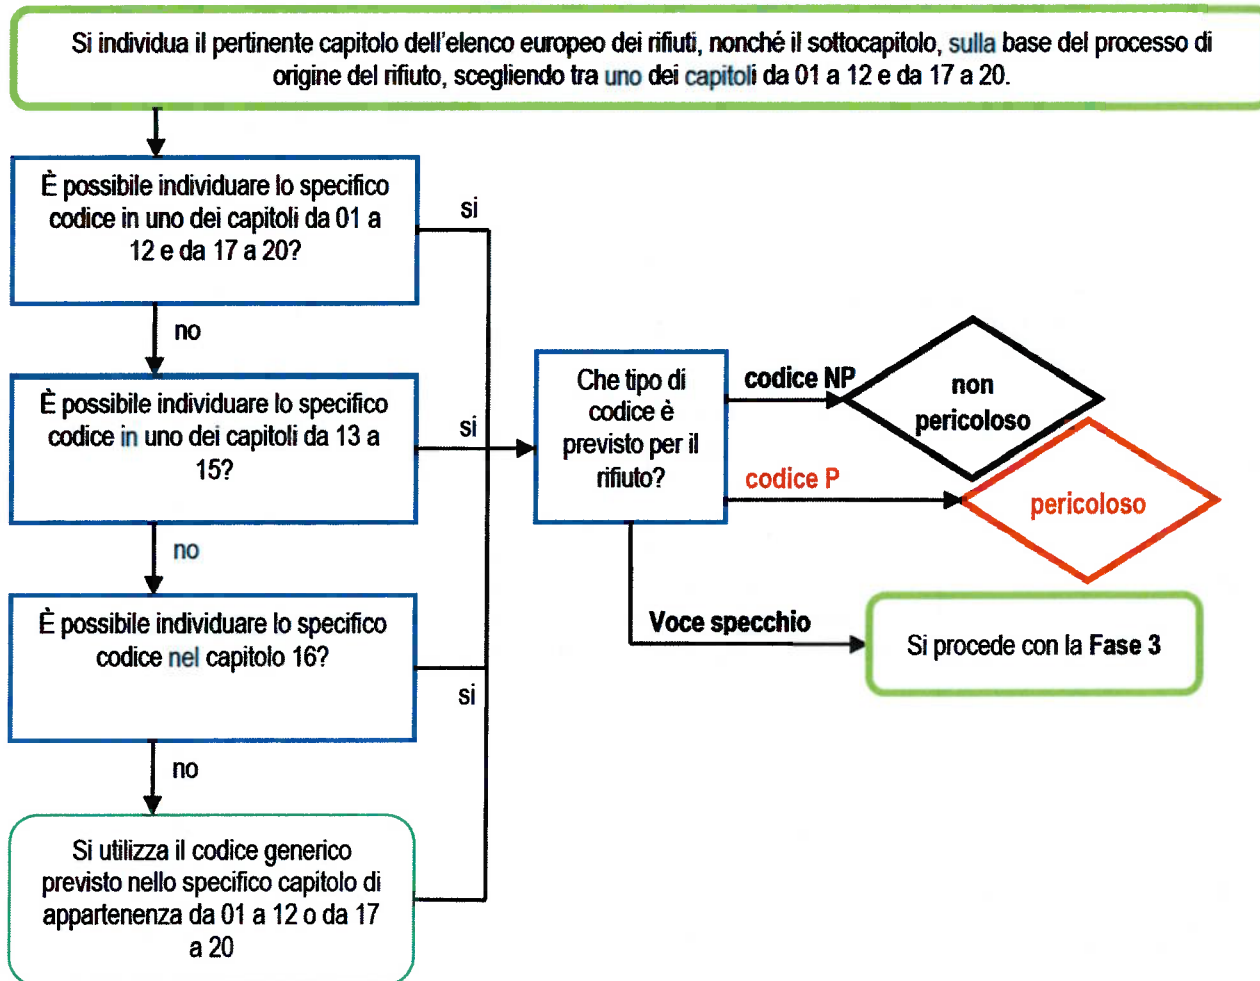 Si individua il pertinente capitolo dell'elenco europeo dei rifiuti, nonché il sottocapitolo, sulla base del processo di
origine del rifiuto, scegliendo tra uno dei capitoli da 01 a 12 e da 17 a 20.
È possibile individuare lo specifico
codice in uno dei capitoli da 01 a
12 e da 17 a 20?
si
no
È possibile individuare lo specifico
codice in uno dei capitoli da 13 a
15?
si
no
È possibile individuare lo specifico
codice nel capitolo 16?
si
no
Si utilizza il codice generico
previsto nello specifico capitolo di
appartenenza da 01 a 12 o da 17
a 20
Che tipo di
codice è
previsto per il
rifiuto?
codice NP
non
pericoloso
codice P
pericoloso
Voce specchio
Si procede con la Fase 3